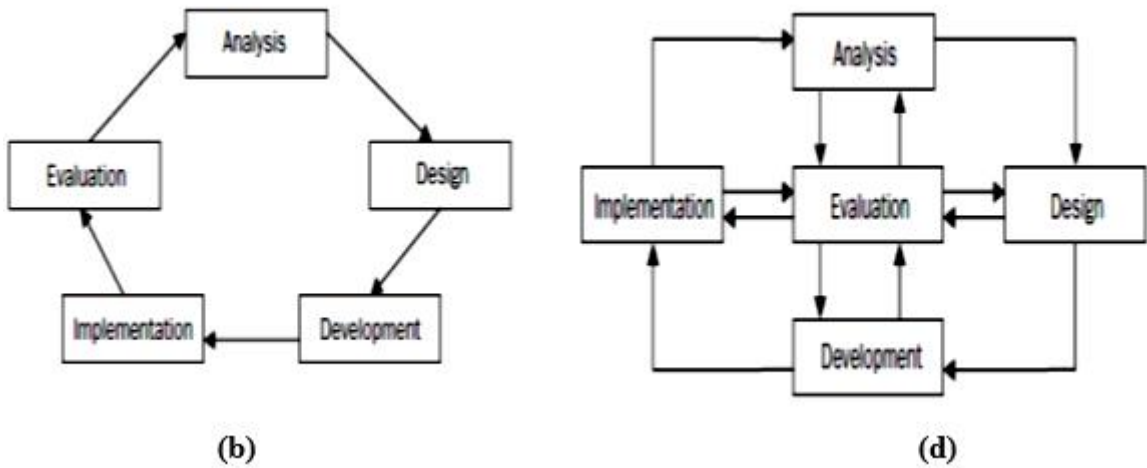 Analysis
Evaluation
Design
Implementation
Development
(b)
Analysis
Implementation
Evaluation
Design
Development
(d)